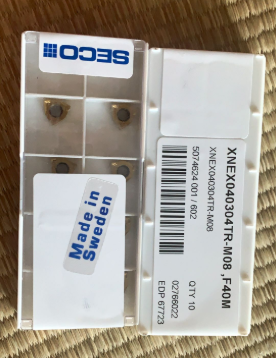 SECO
Made in
Sweden
XNEX040304TR-M08 ,F40M
XNEX040304TR-M08
5074624 001 / 602
QTY 10
02766022
EDP 67723